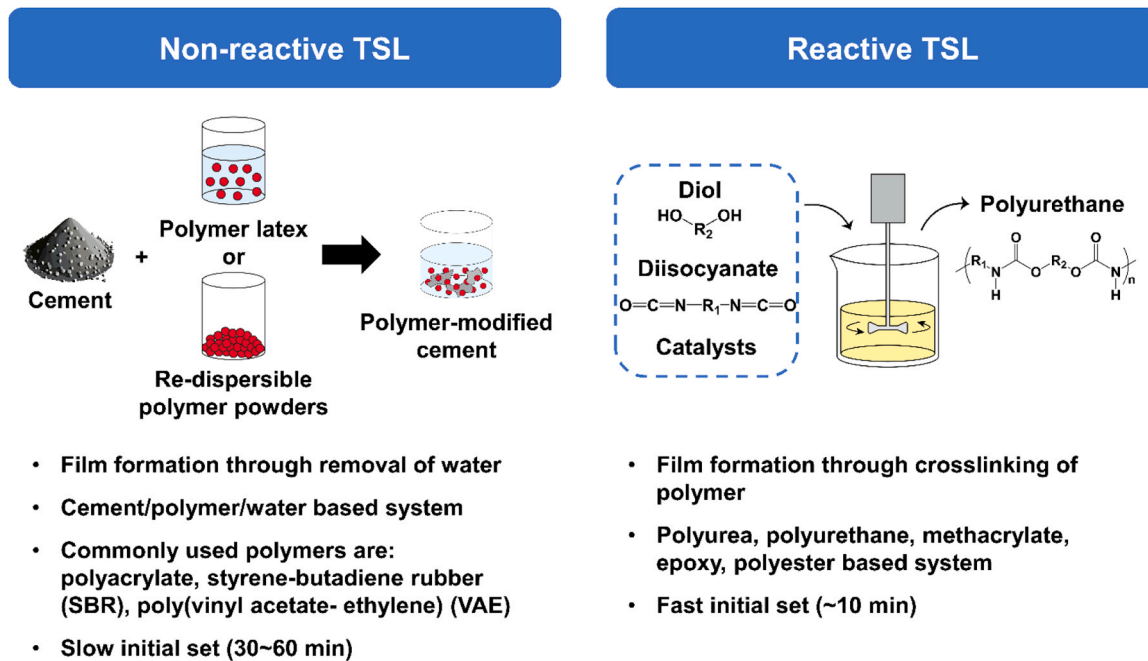 Non-reactive TSL
Cement
+
Polymer latex
or
Re-dispersible
polymer powders
Polymer-modified
cement
• Film formation through removal of water
• Cement/polymer/water based system
• Commonly used polymers are:
polyacrylate, styrene-butadiene rubber
(SBR), poly(vinyl acetate- ethylene) (VAE)
• Slow initial set (30~60 min)
Reactive TSL
Diol
HO OH
R₂
Diisocyanate
O=C=N–R₁–N=C=O
Catalysts
Polyurethane
O O
R₁ N O R₂ O N n
H H
• Film formation through crosslinking of
polymer
• Polyurea, polyurethane, methacrylate,
epoxy, polyester based system
• Fast initial set (~10 min)